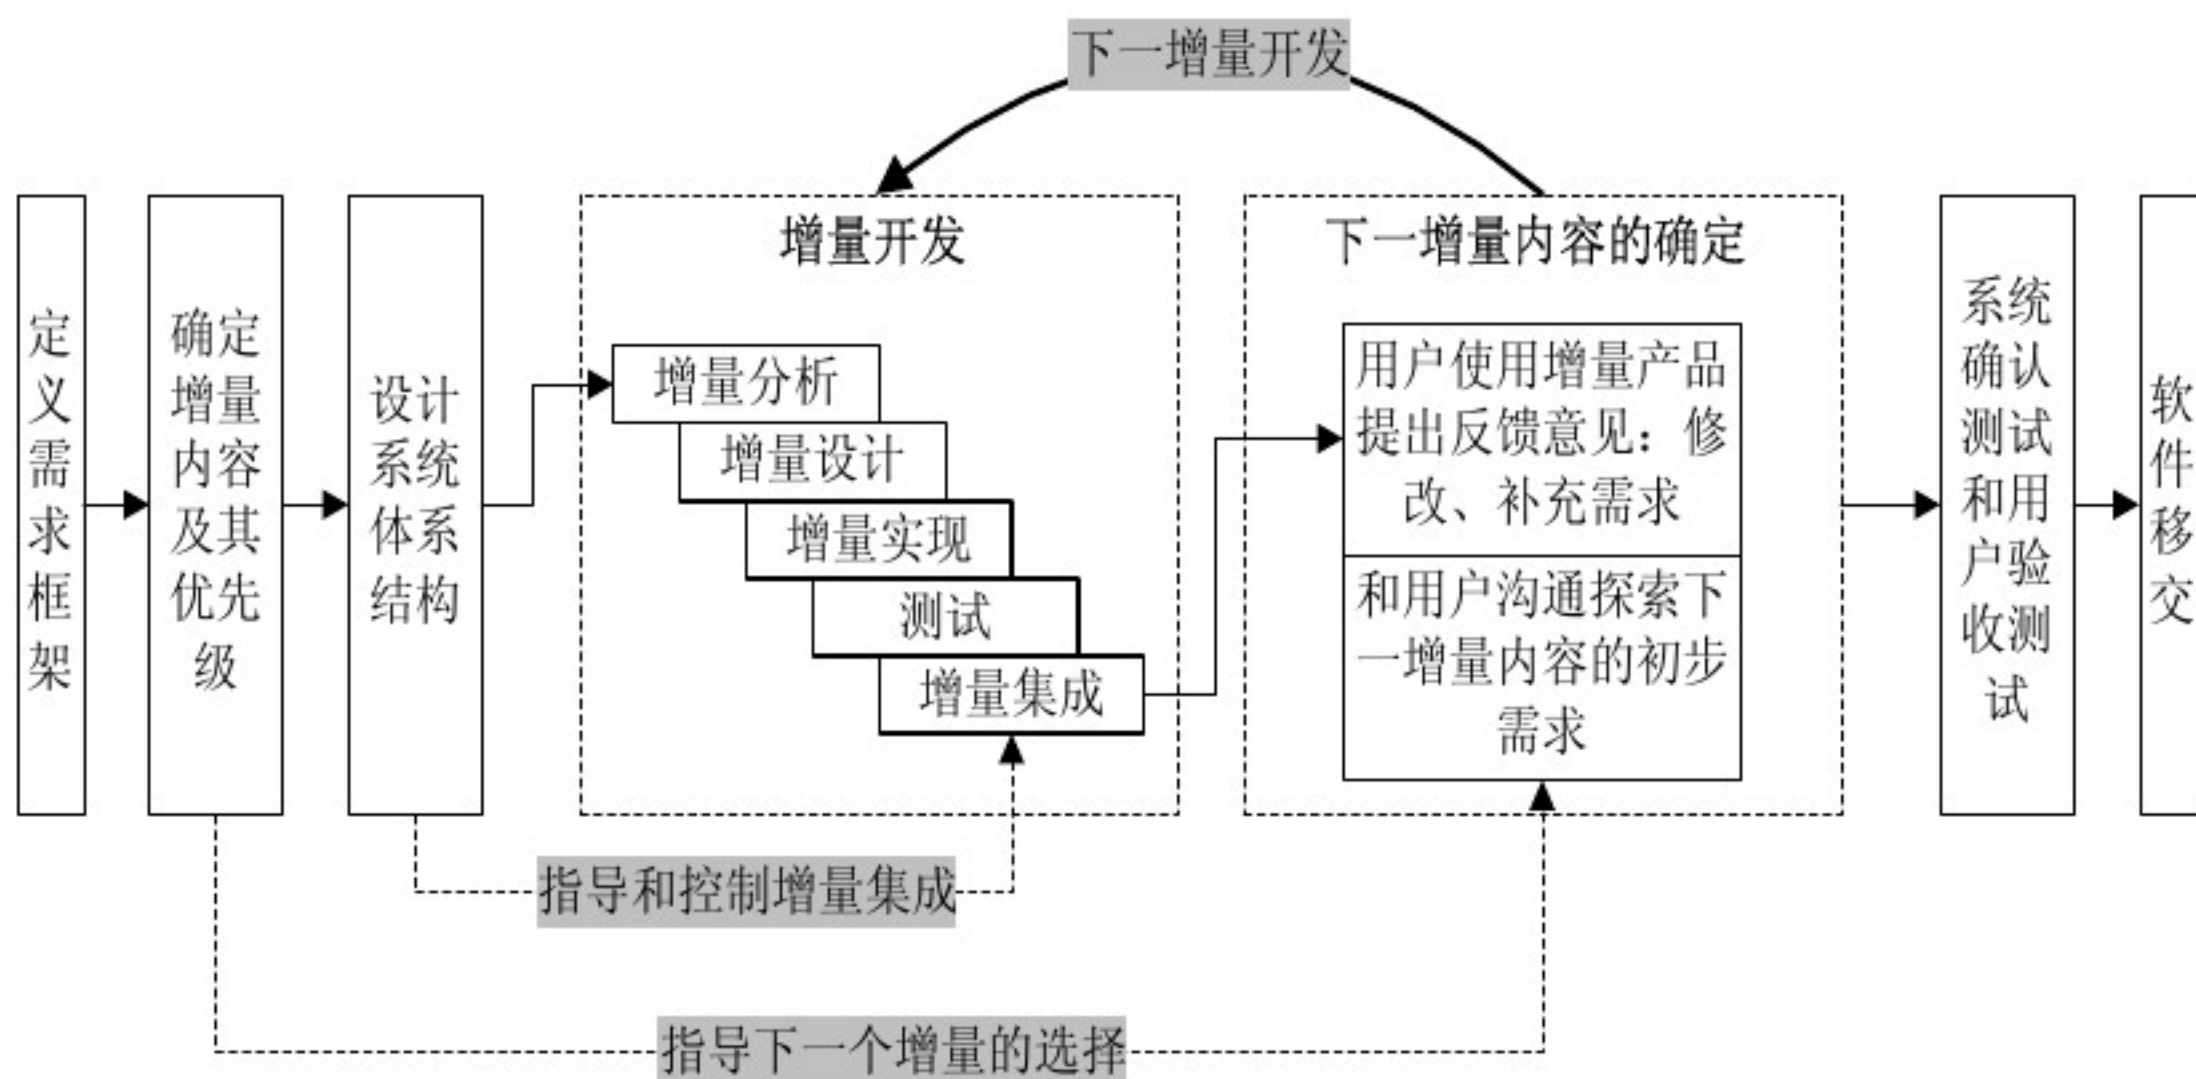 下一增量开发
定
义
需
求
框
架
确定
增量
内容
及其
优先
级
设计
系统
体系
结构
增量开发
增量分析
增量设计
增量实现
测试
增量集成
下一增量内容的确定
用户使用增量产品
提出反馈意见：修
改、补充需求
和用户沟通探索下
一增量内容的初步
需求
系统
确认
测试
和用
户验
收测
试
软
件
移
交
指导和控制增量集成
指导下一个增量的选择